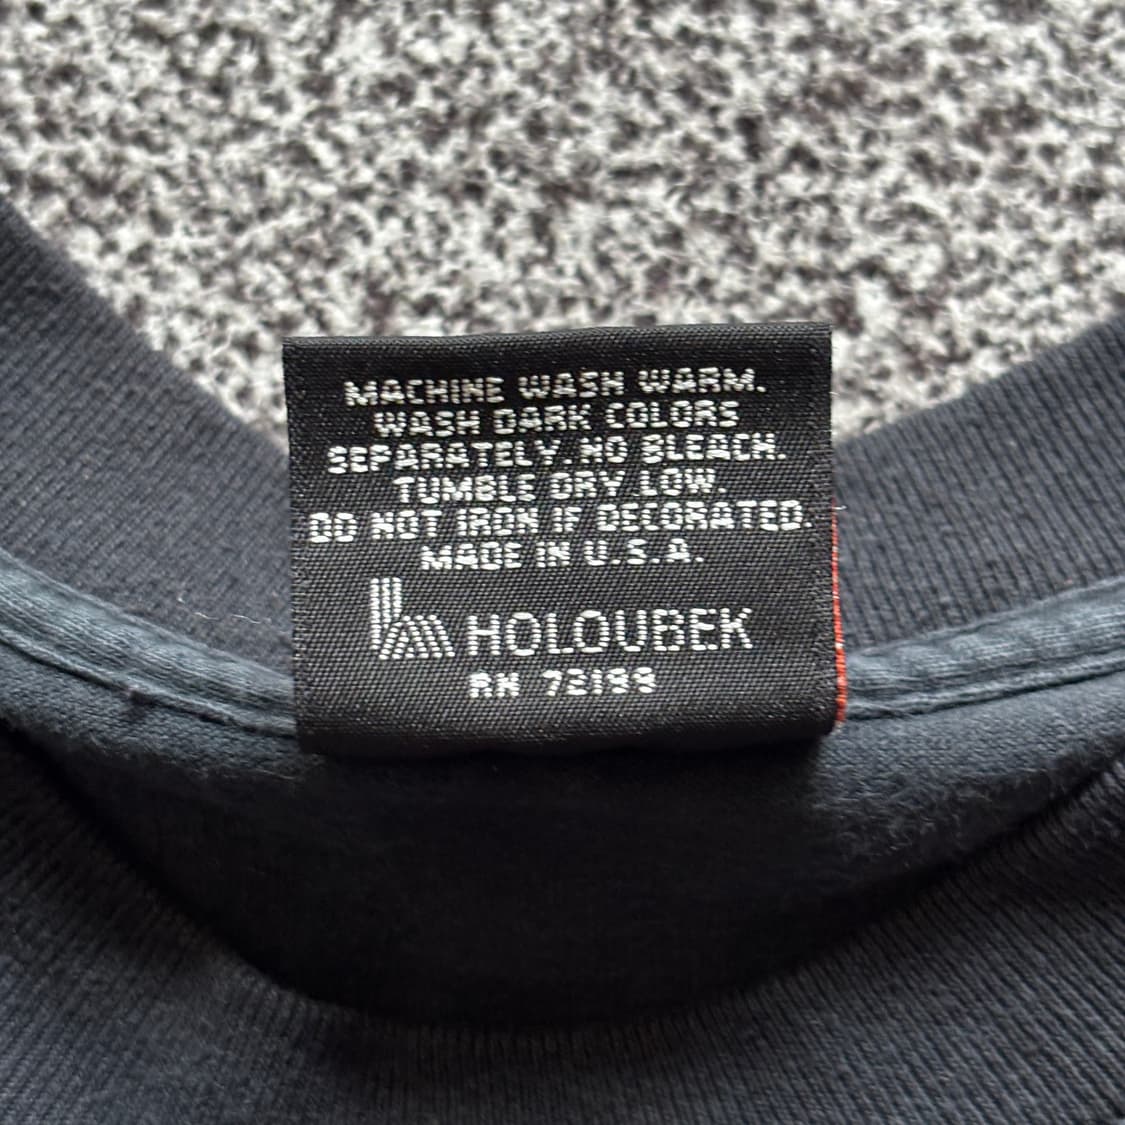 MACHINE WASH WARM.
WASH DARK COLORS
SEPARATELY. NO BLEACH.
TUMBLE DRY LOW.
DO NOT IRON IF DECORATED.
MADE IN U.S.A.
HOLOUBEK
RN 72199